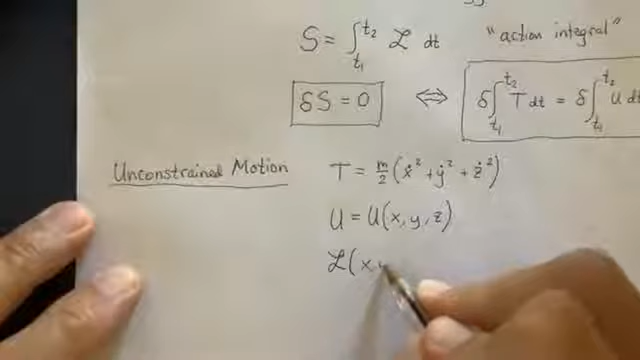 S = ∫_{t₁}^{t₂} ℒ dt "action integral"
δS = 0 ⟺ δ∫_{t₁}^{t₂} T dt = δ∫_{t₁}^{t₂} U dt
Unconstrained Motion T = m/2 (ẋ² + ẏ² + ż²)
U = U(x, y, z)
ℒ(x,